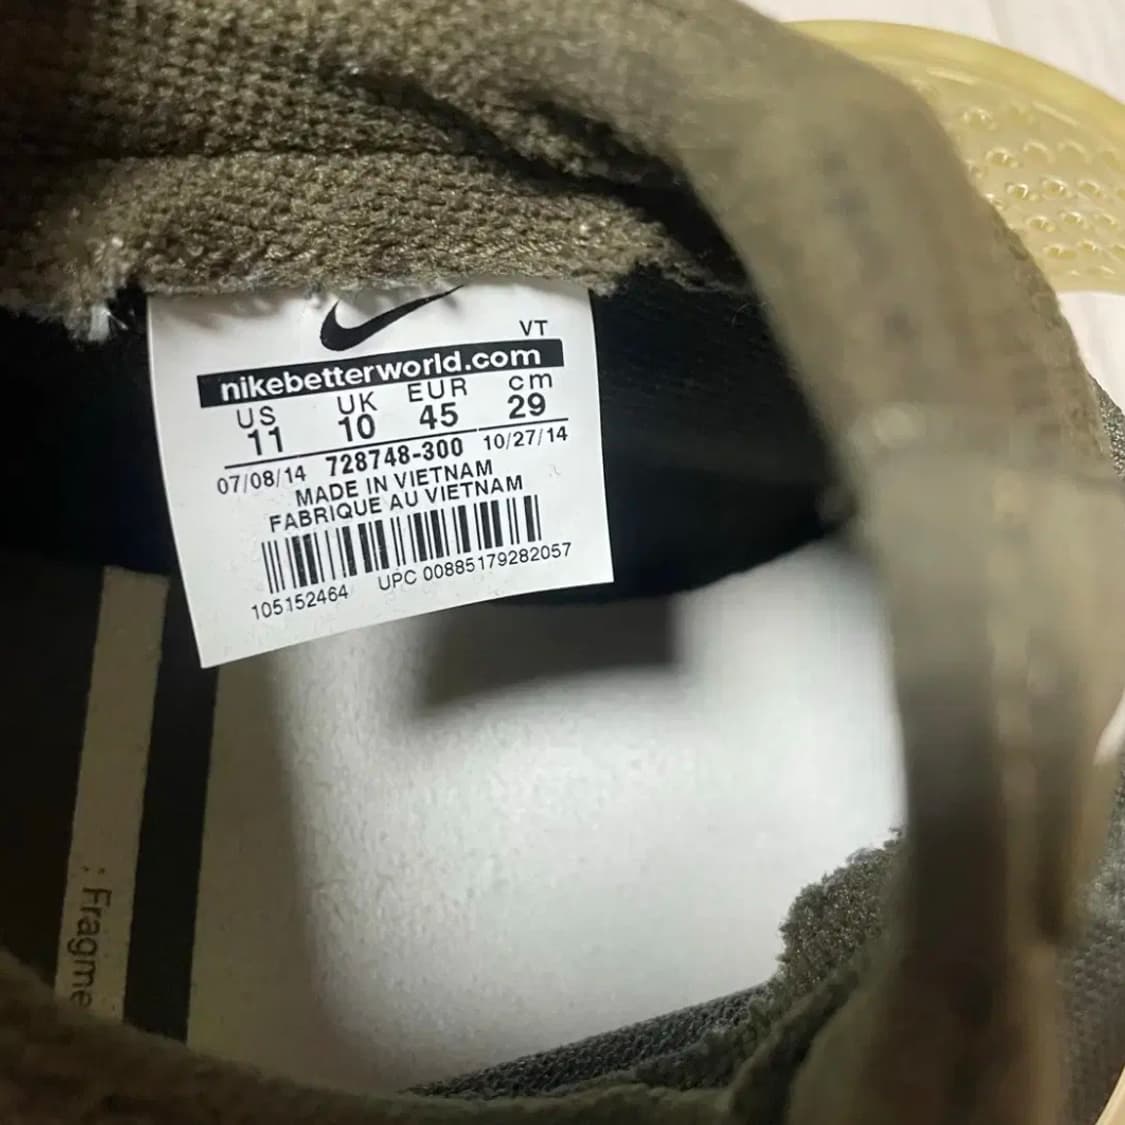 VT
nikebetterworld.com
US UK EUR cm
11 10 45 29
07/08/14 728748-300 10/27/14
MADE IN VIETNAM
FABRIQUE AU VIETNAM
105152464 UPC 00885179282057
: Fragme